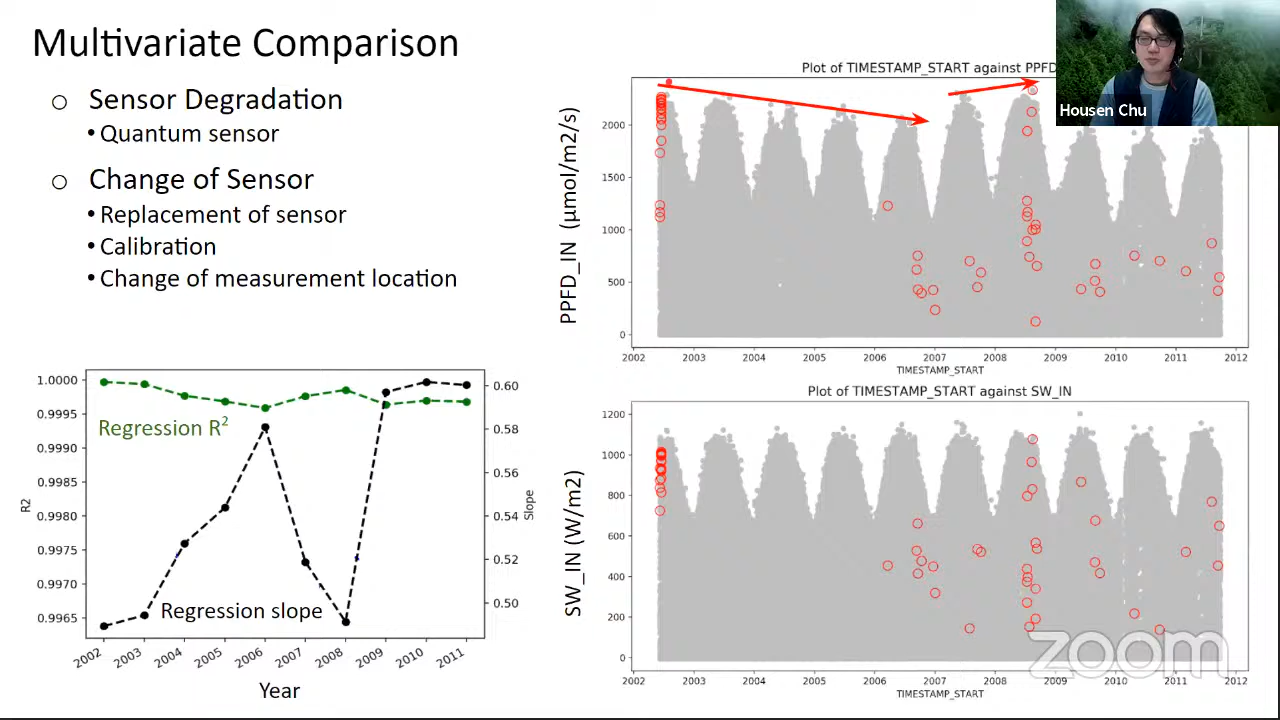 Multivariate Comparison
○ Sensor Degradation
• Quantum sensor
○ Change of Sensor
• Replacement of sensor
• Calibration
• Change of measurement location
Plot of TIMESTAMP_START against PPFD
Housen Chu
PPFD_IN (µmol/m2/s)
2000
1500
1000
500
0
2002 2003 2004 2005 2006 2007 2008 2009 2010 2011 2012
TIMESTAMP_START
Plot of TIMESTAMP_START against SW_IN
SW_IN (W/m2)
1200
1000
800
600
400
200
0
2002 2003 2004 2005 2006 2007 2008 2009 2010 2011 2012
TIMESTAMP_START
zoom
R2
1.0000
0.9995
0.9990
0.9985
0.9980
0.9975
0.9970
0.9965
Regression R²
Regression slope
0.60
0.58
0.56
0.54
0.52
0.50
Slope
2002 2003 2004 2005 2006 2007 2008 2009 2010 2011
Year